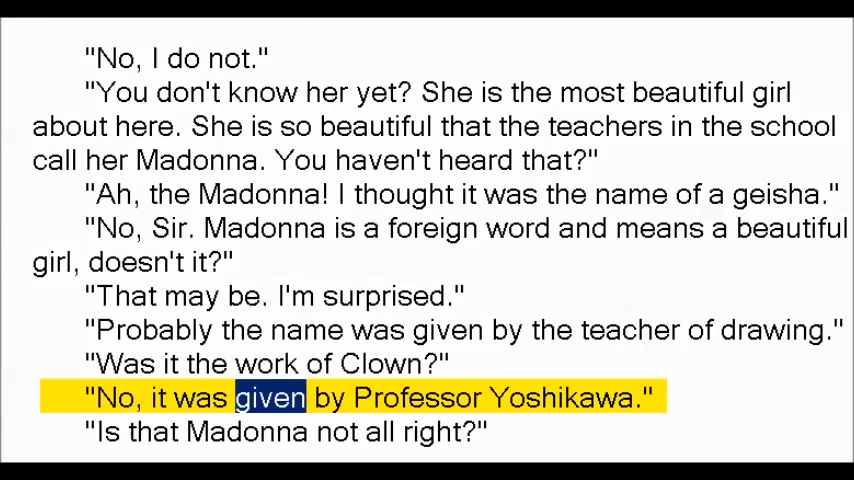 "No, I do not."
"You don't know her yet? She is the most beautiful girl
about here. She is so beautiful that the teachers in the school
call her Madonna. You haven't heard that?"
"Ah, the Madonna! I thought it was the name of a geisha."
"No, Sir. Madonna is a foreign word and means a beautiful
girl, doesn't it?"
"That may be. I'm surprised."
"Probably the name was given by the teacher of drawing."
"Was it the work of Clown?"
"No, it was given by Professor Yoshikawa."
"Is that Madonna not all right?"